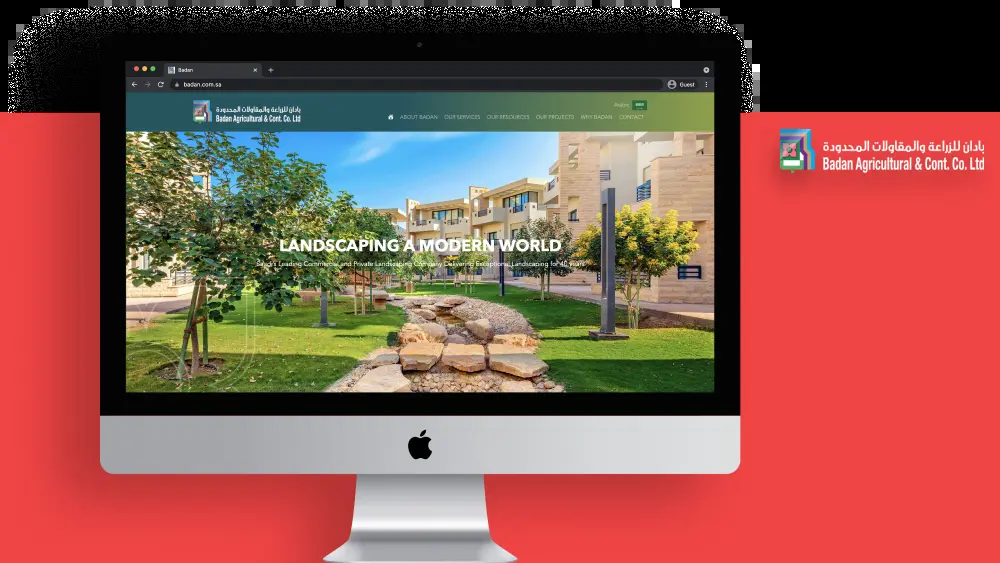 Badan
badan.com.sa
Guest
بادان للزراعة والمقاولات المحدودة
Badan Agricultural & Cont. Co. Ltd
ABOUT BADAN OUR SERVICES OUR RESOURCES OUR PROJECTS WHY BADAN CONTACT
LANDSCAPING A MODERN WORLD
Saudi's Leading Commercial and Private Landscaping Company Delivering Exceptional Landscaping for 40 years
بادان للزراعة والمقاولات المحدودة
Badan Agricultural & Cont. Co. Ltd